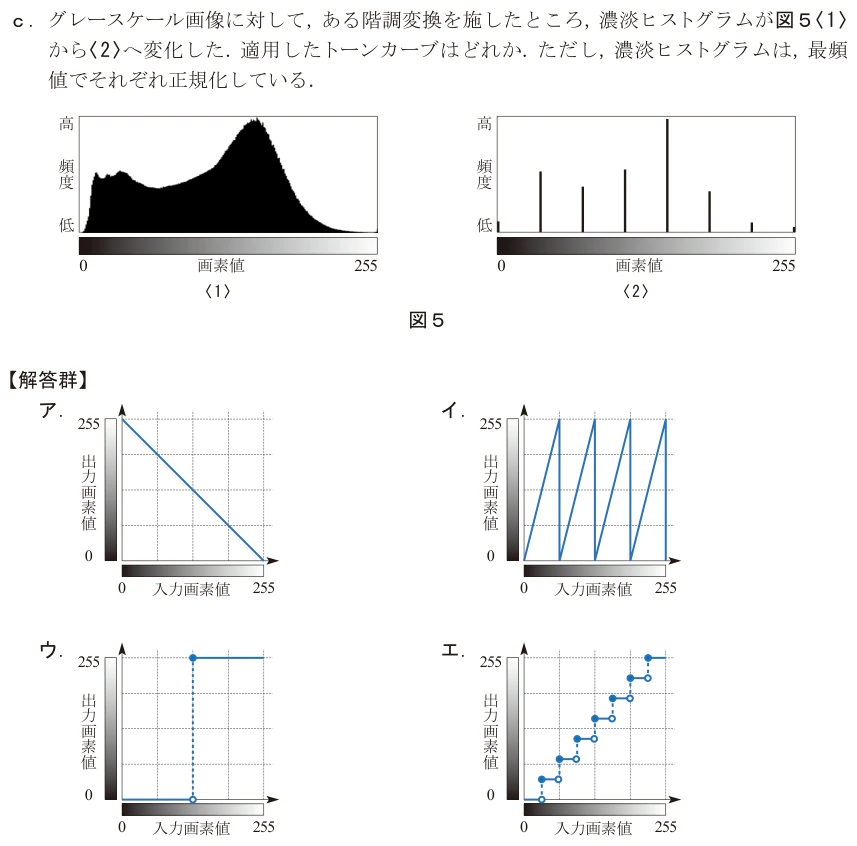 c. グレースケール画像に対して，ある階調変換を施したところ，濃淡ヒストグラムが図5〈1〉
から〈2〉へ変化した．適用したトーンカーブはどれか．ただし，濃淡ヒストグラムは，最頻
値でそれぞれ正規化している．
高
頻度
低
0 画素値 255
〈1〉
高
頻度
低
0 画素値 255
〈2〉
図5
【解答群】
ア．
255
出力画素値
0
0 入力画素値 255
イ．
255
出力画素値
0
0 入力画素値 255
ウ．
255
出力画素値
0
0 入力画素値 255
エ．
255
出力画素値
0
0 入力画素値 255